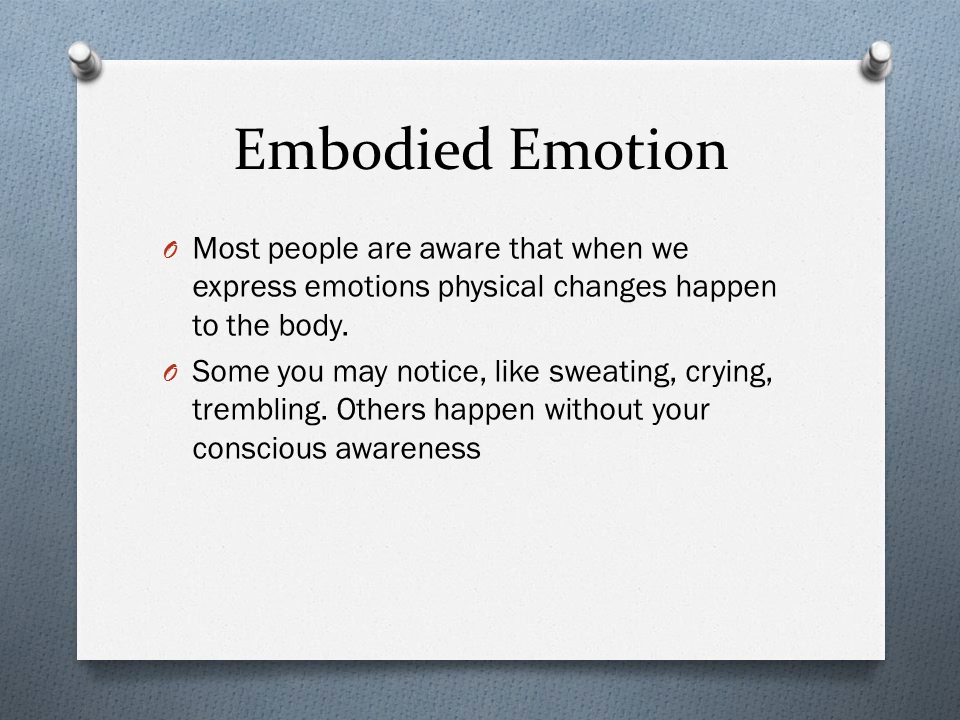 Embodied Emotion
Most people are aware that when we
express emotions physical changes happen
to the body.
Some you may notice, like sweating, crying,
trembling. Others happen without your
conscious awareness